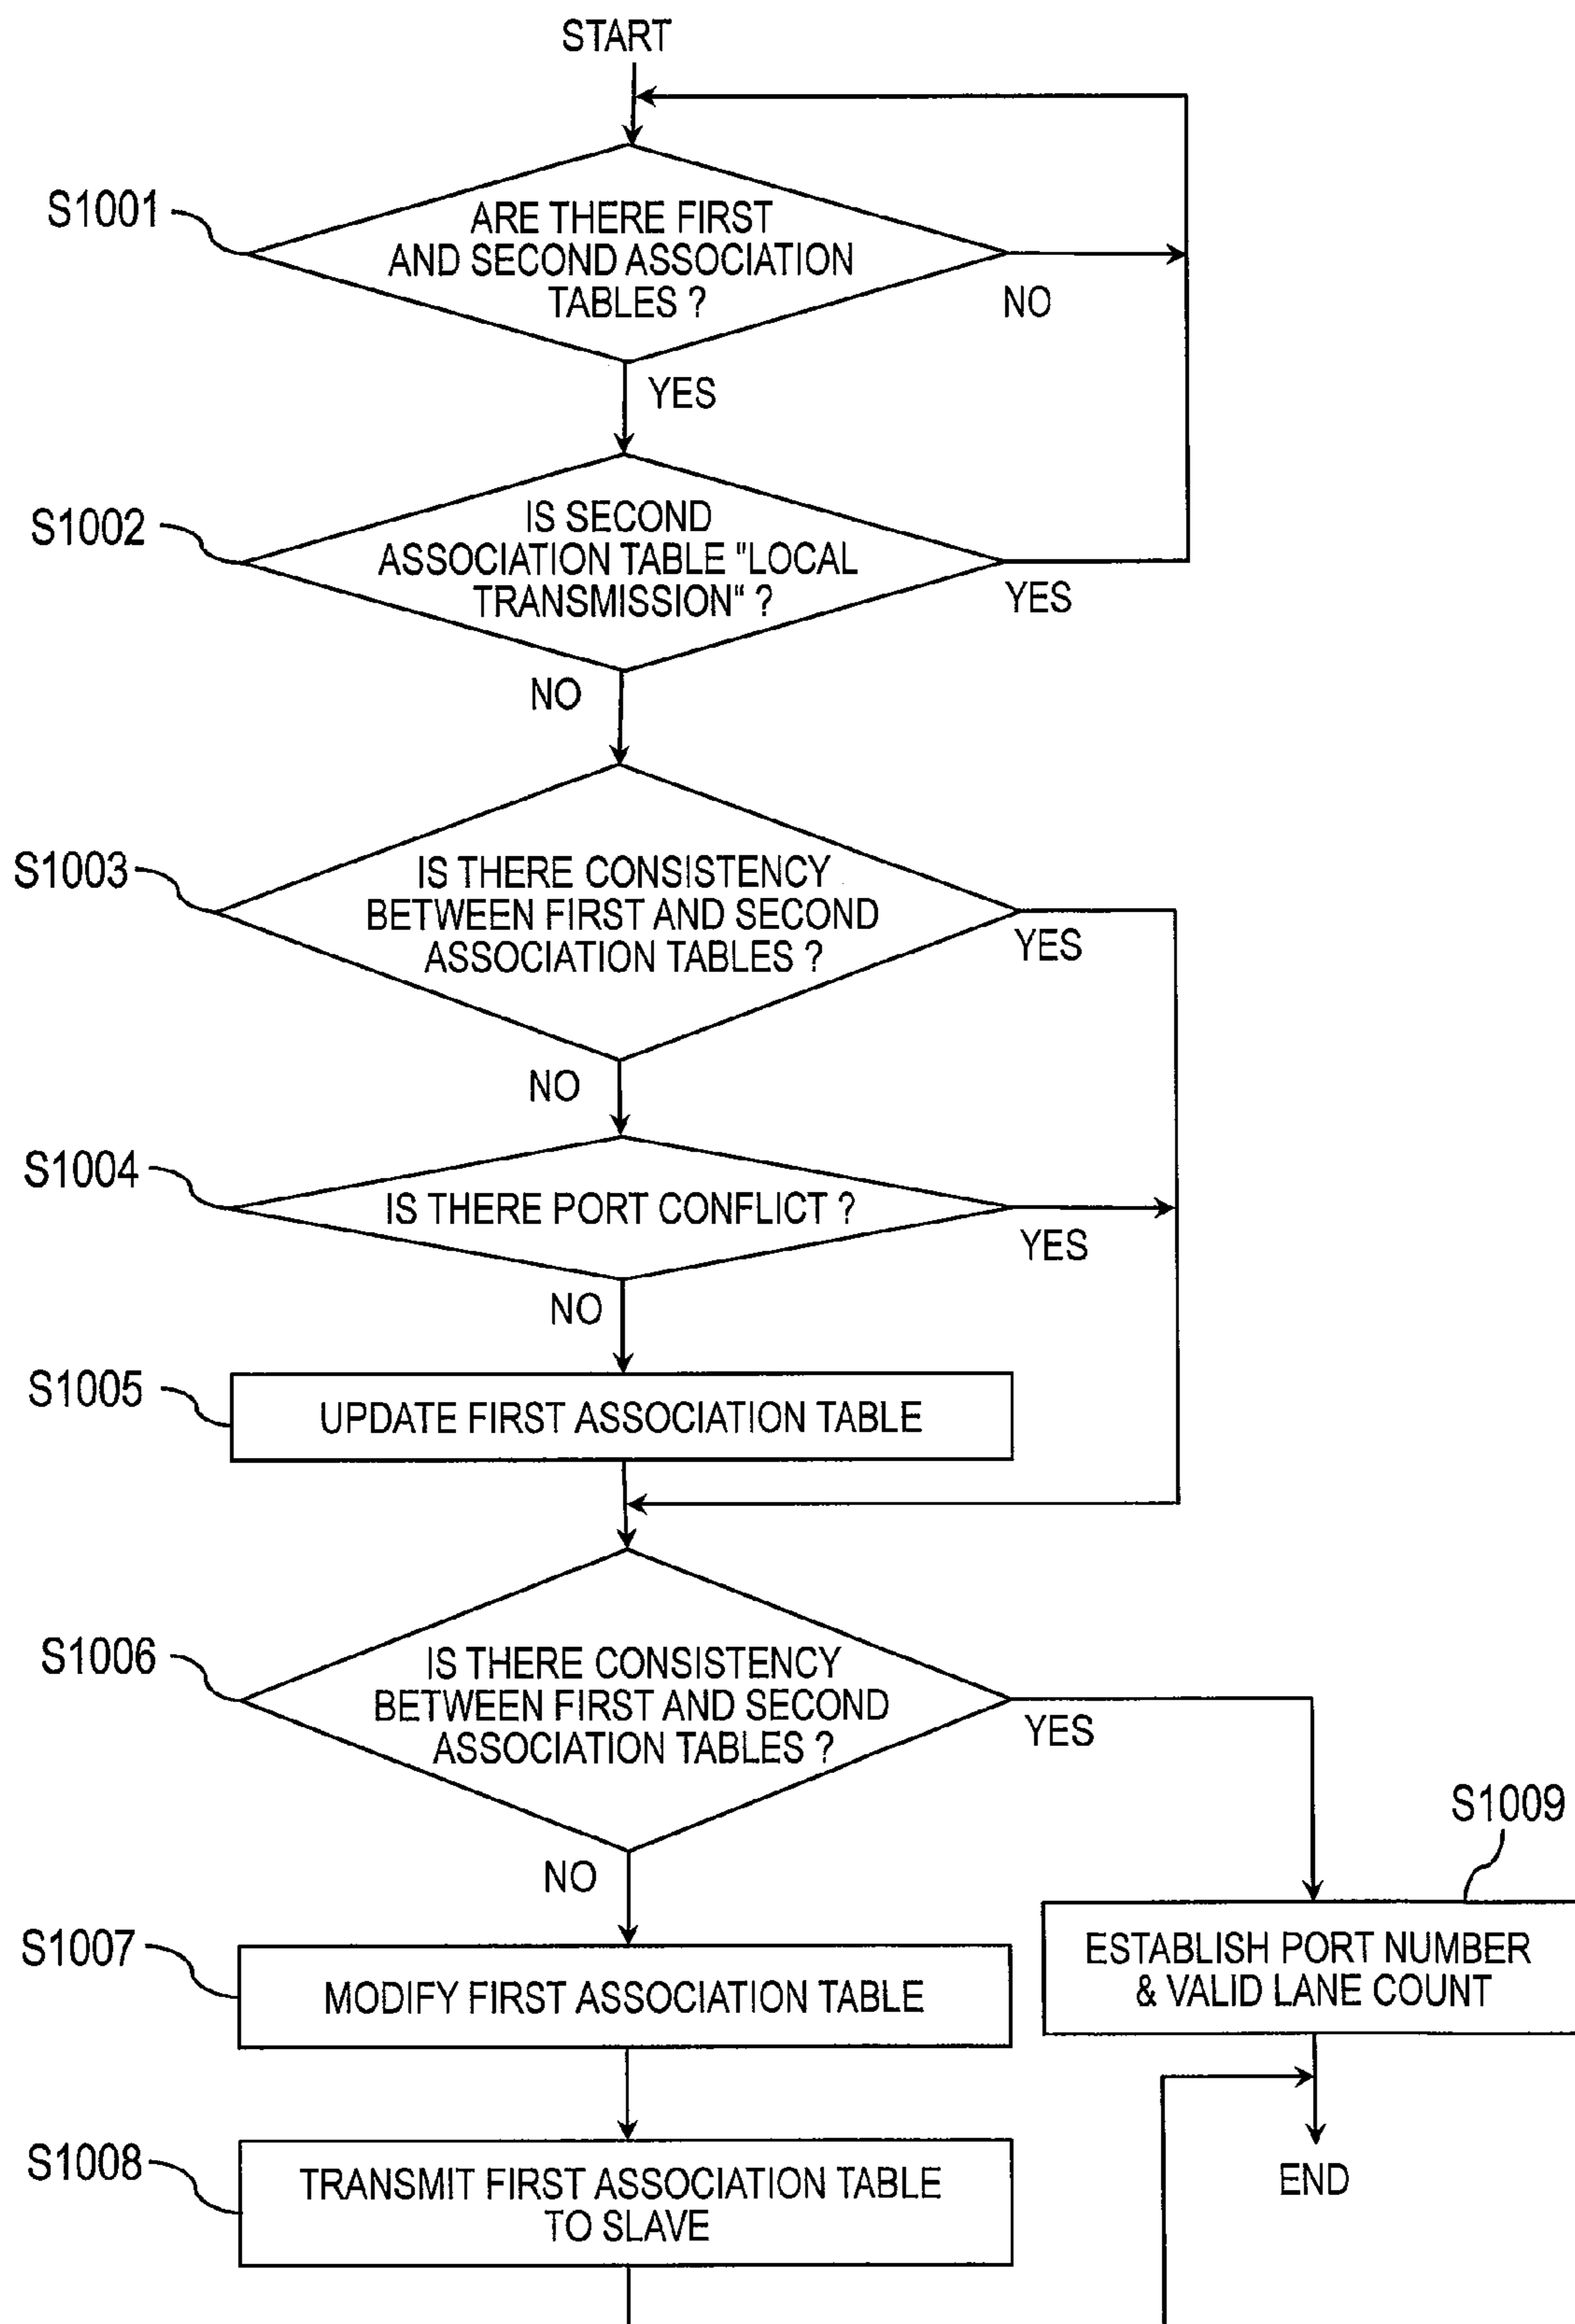 START
S1001
ARE THERE FIRST
AND SECOND ASSOCIATION
TABLES ?
NO
YES
S1002
IS SECOND
ASSOCIATION TABLE "LOCAL
TRANSMISSION" ?
YES
NO
S1003
IS THERE CONSISTENCY
BETWEEN FIRST AND SECOND
ASSOCIATION TABLES ?
YES
NO
S1004
IS THERE PORT CONFLICT ?
YES
NO
S1005
UPDATE FIRST ASSOCIATION TABLE
S1006
IS THERE CONSISTENCY
BETWEEN FIRST AND SECOND
ASSOCIATION TABLES ?
YES
NO
S1009
ESTABLISH PORT NUMBER
& VALID LANE COUNT
S1007
MODIFY FIRST ASSOCIATION TABLE
S1008
TRANSMIT FIRST ASSOCIATION TABLE
TO SLAVE
END